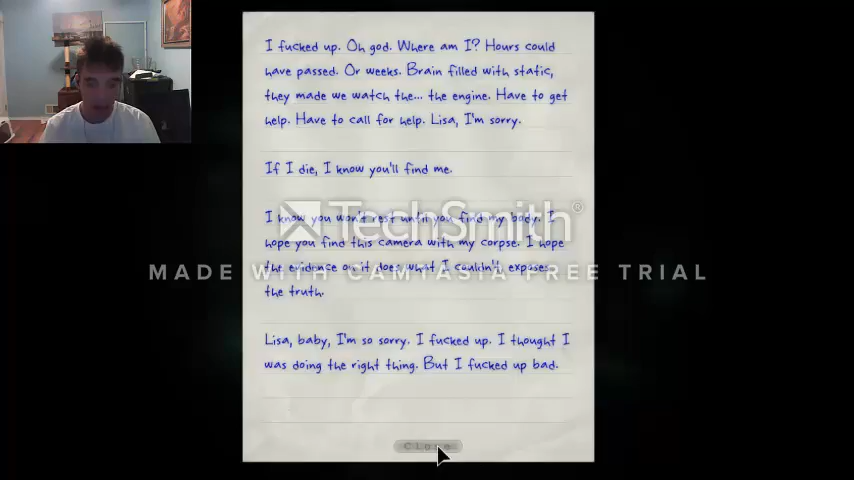 I fucked up. Oh god. Where am I? Hours could
have passed. Or weeks. Brain filled with static,
they made we watch the... the engine. Have to get
help. Have to call for help. Lisa, I'm sorry.
If I die, I know you'll find me.
I know you won't rest until you find my body. I
TechSmith®
hope you find this camera with my corpse. I hope
the evidence on it does what I couldn't, expose
MADE WITH CAMTASIA FREE TRIAL
the truth.
Lisa, baby, I'm so sorry. I fucked up. I thought I
was doing the right thing. But I fucked up bad.
Close